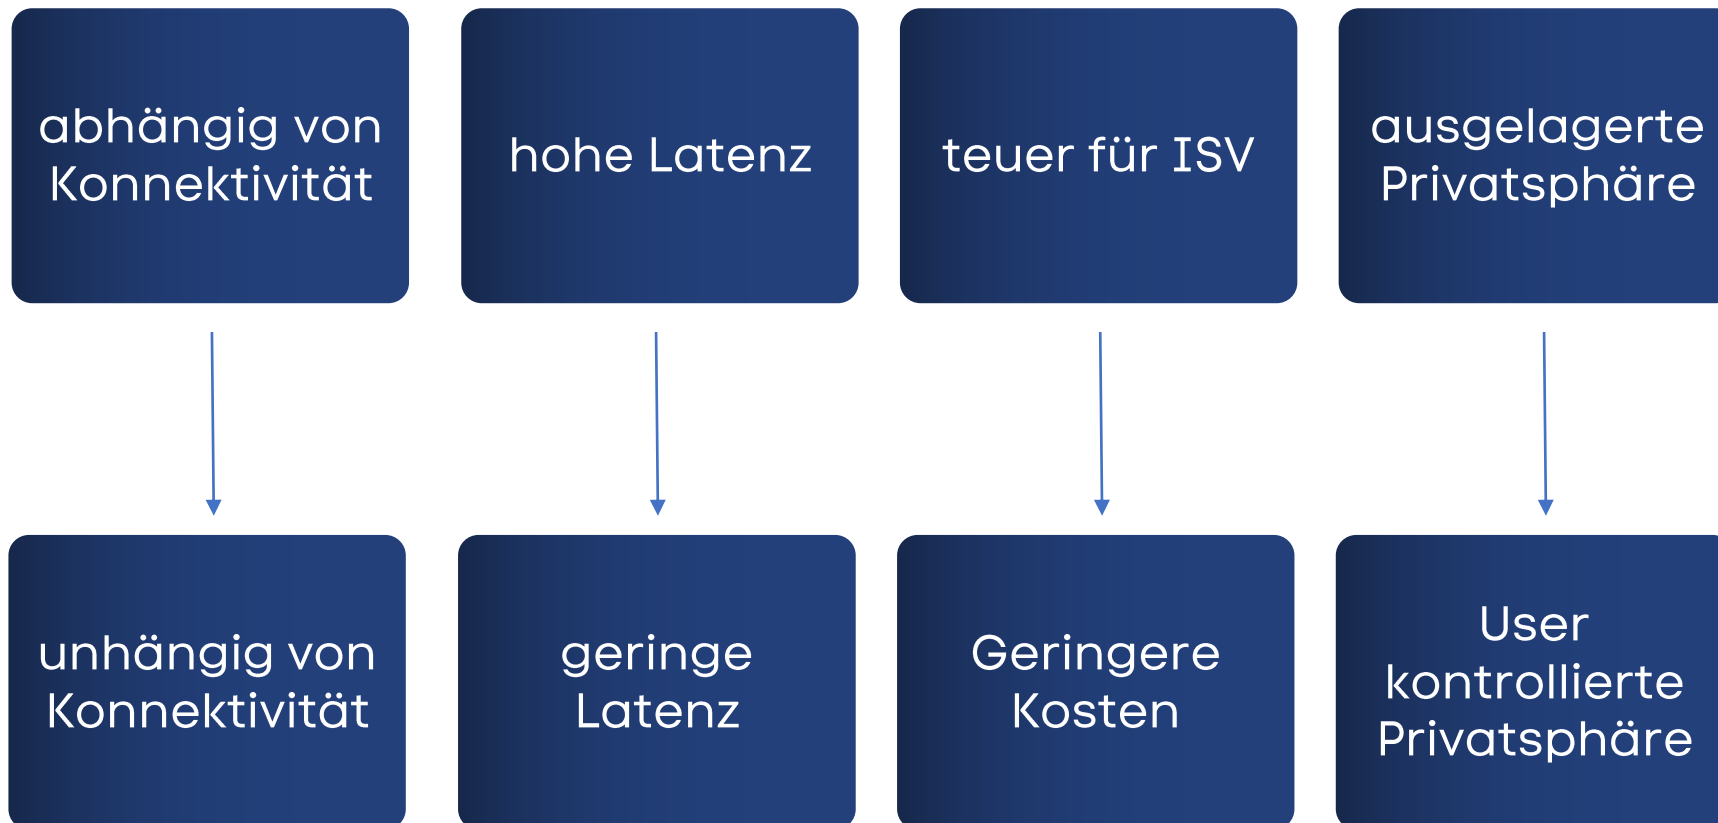 abhängig von
Konnektivität
hohe Latenz
teuer für ISV
ausgelagerte
Privatsphäre
unhängig von
Konnektivität
geringe
Latenz
Geringere
Kosten
User
kontrollierte
Privatsphäre